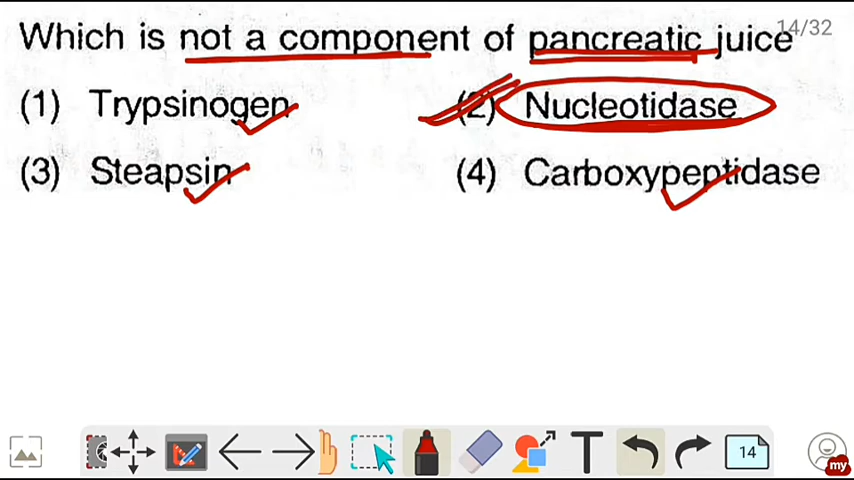 Which is not a component of pancreatic juice
14/32
(1) Trypsinogen (2) Nucleotidase
(3) Steapsin (4) Carboxypeptidase
T
14
my